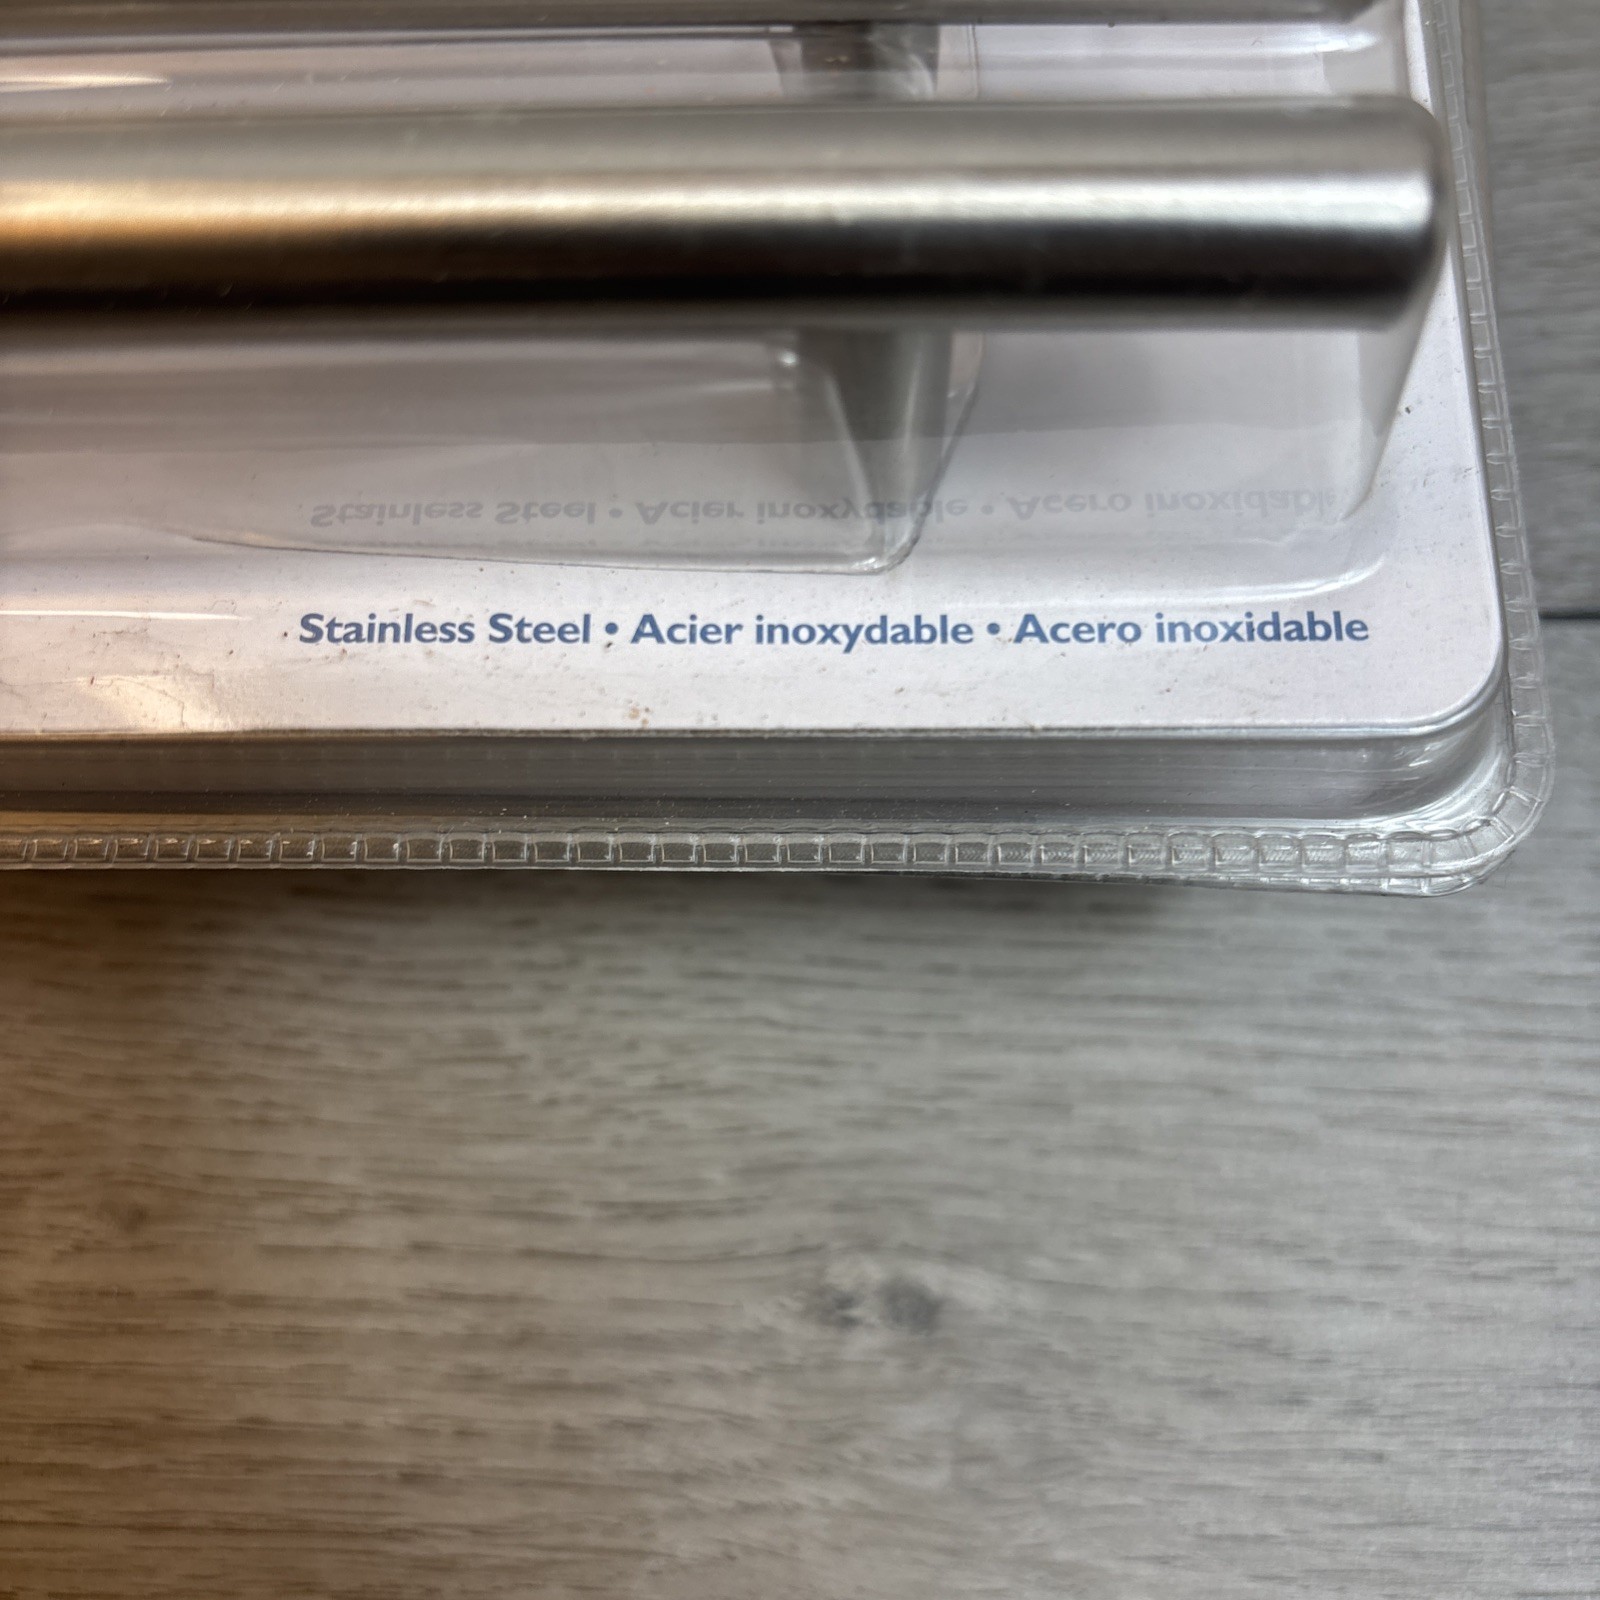 Stainless Steel • Acier inoxydable • Acero inoxidable